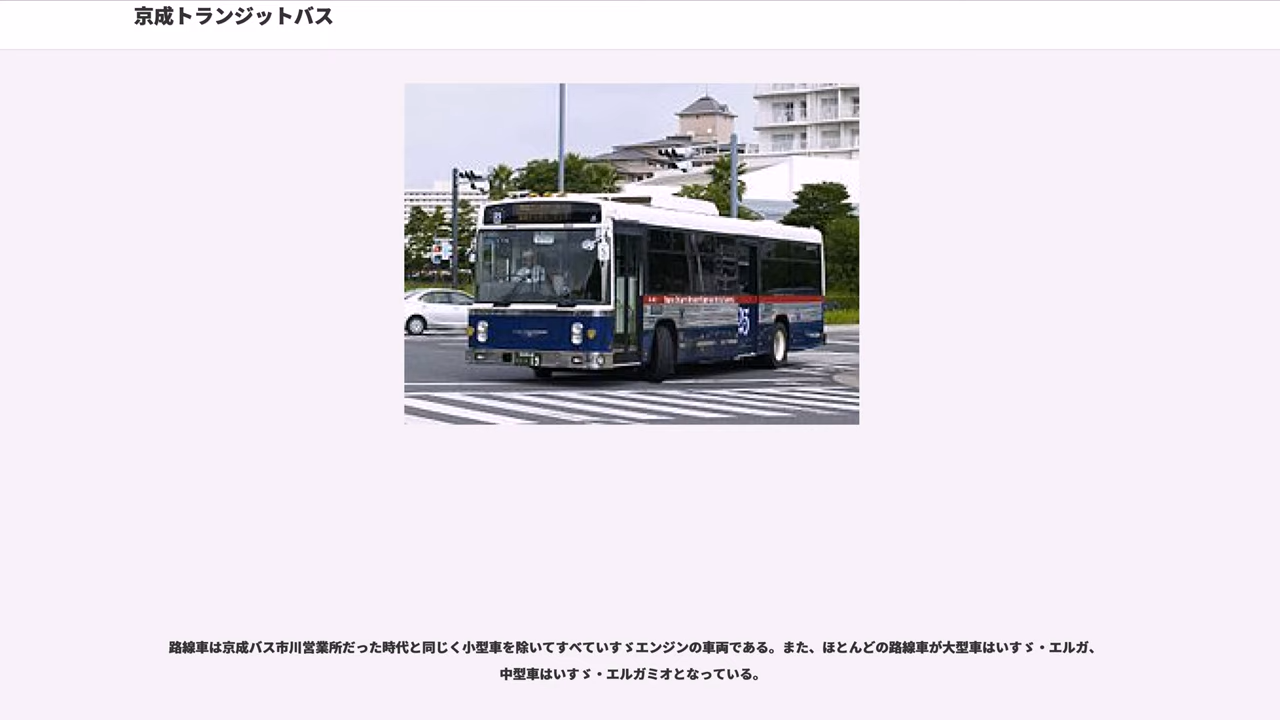 京成トランジットバス
25
路線車は京成バス市川営業所だった時代と同じく小型車を除いてすべていすゞエンジンの車両である。また、ほとんどの路線車が大型車はいすゞ・エルガ、
中型車はいすゞ・エルガミオとなっている。